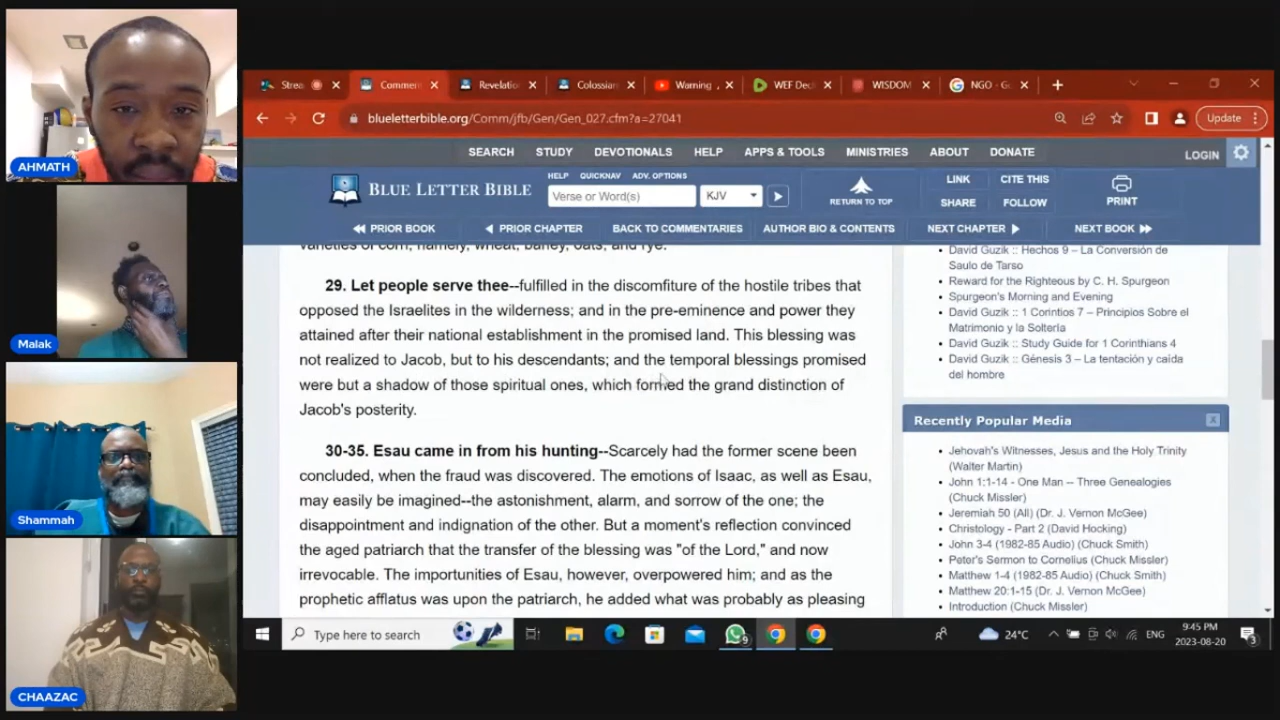 AHMATH
Malak
Shammah
CHAAZAC
Strea
Commen
Revelation
Colossian
Warning ,
WEF Dec
WISDOM
NGO - G
blueletterbible.org/Comm/jfb/Gen/Gen_027.cfm?a=27041
Update
SEARCH STUDY DEVOTIONALS HELP APPS & TOOLS MINISTRIES ABOUT DONATE
LOGIN
BLUE LETTER BIBLE
HELP QUICKNAV ADV. OPTIONS
Verse or Word(s)
KJV
RETURN TO TOP
LINK
CITE THIS
SHARE
FOLLOW
PRINT
PRIOR BOOK
PRIOR CHAPTER
BACK TO COMMENTARIES
AUTHOR BIO & CONTENTS
NEXT CHAPTER
NEXT BOOK
varieties of corn, namely, wheat, barley, oats, and rye.
29. Let people serve thee--fulfilled in the discomfiture of the hostile tribes that
opposed the Israelites in the wilderness; and in the pre-eminence and power they
attained after their national establishment in the promised land. This blessing was
not realized to Jacob, but to his descendants; and the temporal blessings promised
were but a shadow of those spiritual ones, which formed the grand distinction of
Jacob's posterity.
30-35. Esau came in from his hunting--Scarcely had the former scene been
concluded, when the fraud was discovered. The emotions of Isaac, as well as Esau,
may easily be imagined--the astonishment, alarm, and sorrow of the one; the
disappointment and indignation of the other. But a moment's reflection convinced
the aged patriarch that the transfer of the blessing was "of the Lord," and now
irrevocable. The importunities of Esau, however, overpowered him; and as the
prophetic afflatus was upon the patriarch, he added what was probably as pleasing
David Guzik :: Hechos 9 – La Conversión de
Saulo de Tarso
Reward for the Righteous by C. H. Spurgeon
Spurgeon's Morning and Evening
David Guzik :: 1 Corintios 7 – Principios Sobre el
Matrimonio y la Soltería
David Guzik :: Study Guide for 1 Corinthians 4
David Guzik :: Génesis 3 – La tentación y caída
del hombre
Recently Popular Media
Jehovah's Witnesses, Jesus and the Holy Trinity
(Walter Martin)
John 1:1-14 - One Man -- Three Genealogies
(Chuck Missler)
Jeremiah 50 (All) (Dr. J. Vernon McGee)
Christology - Part 2 (David Hocking)
John 3-4 (1982-85 Audio) (Chuck Smith)
Peter's Sermon to Cornelius (Chuck Missler)
Matthew 1-4 (1982-85 Audio) (Chuck Smith)
Matthew 20:1-15 (Dr. J. Vernon McGee)
Introduction (Chuck Missler)
Type here to search
9
24°C
ENG
9:45 PM
2023-08-20
3